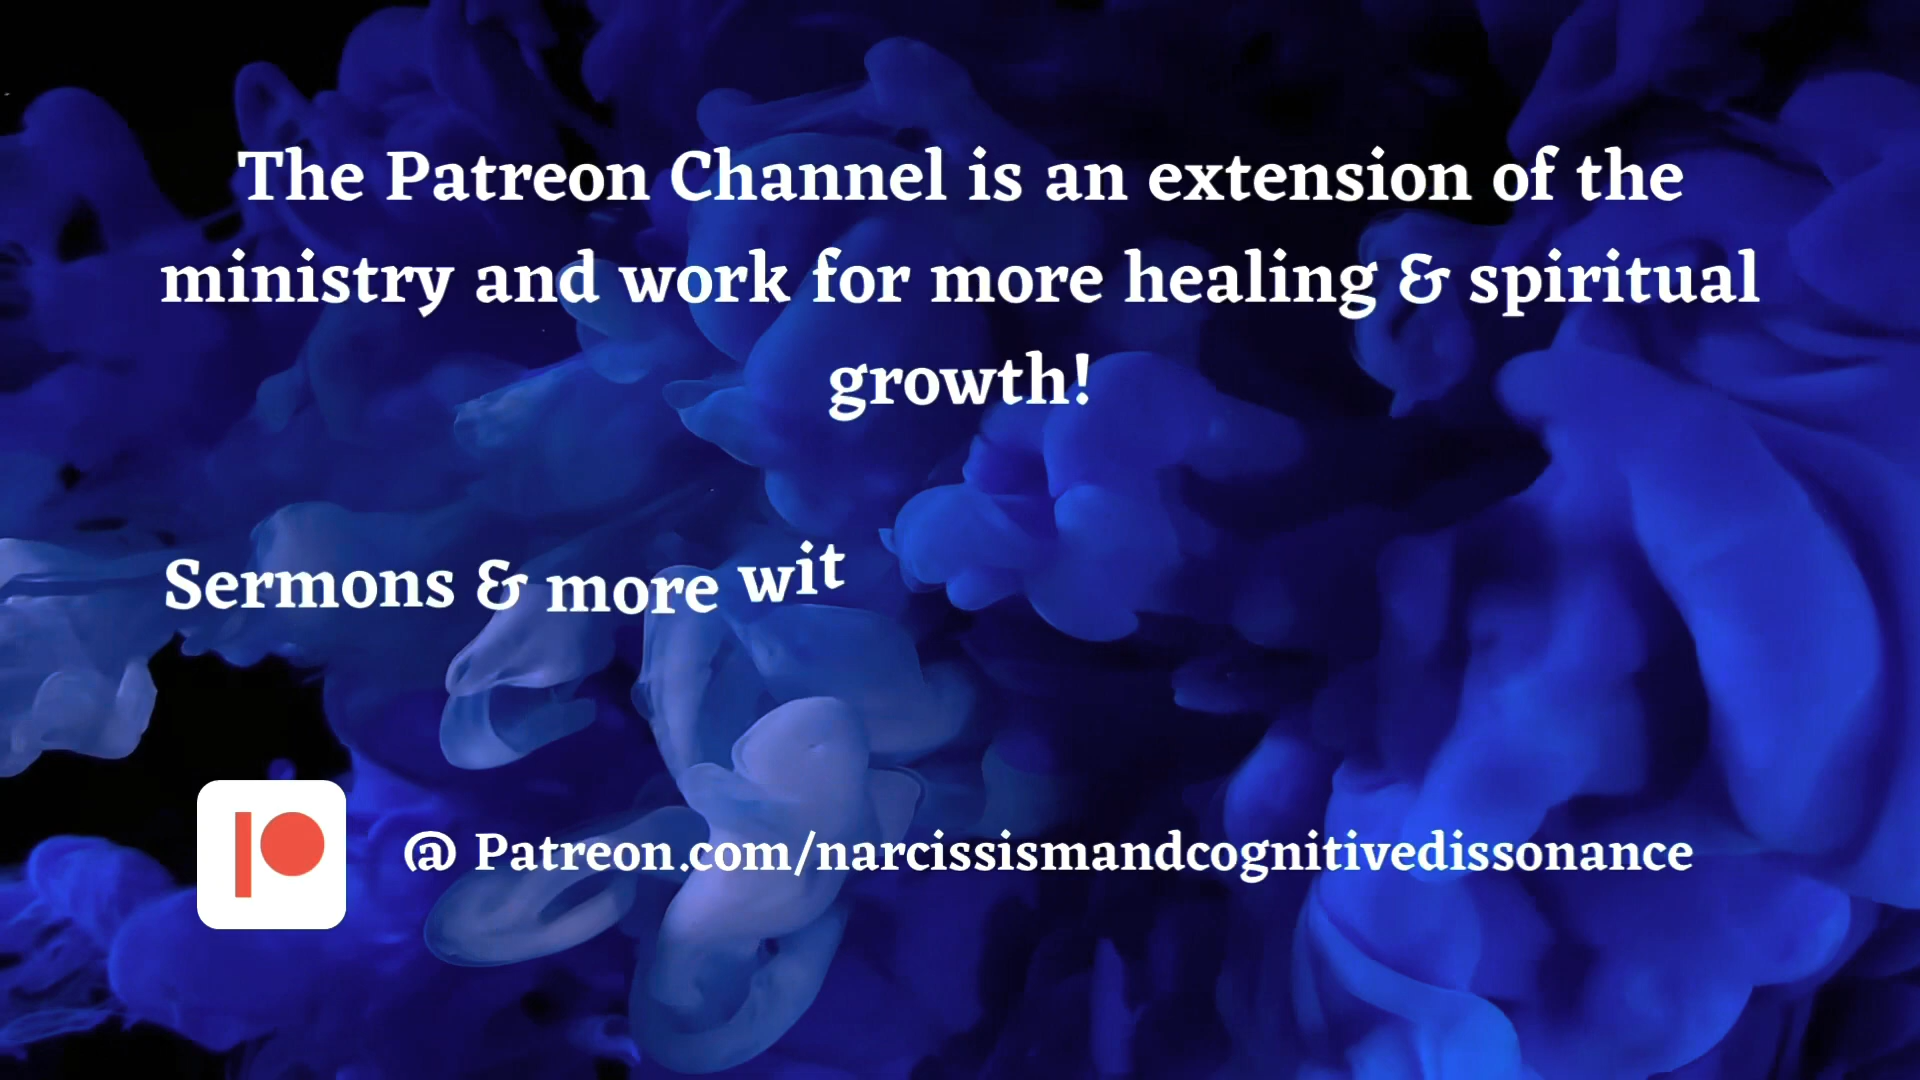 The Patreon Channel is an extension of the
ministry and work for more healing & spiritual
growth!
Sermons & more wit
@ Patreon.com/narcissismandcognitivedissonance